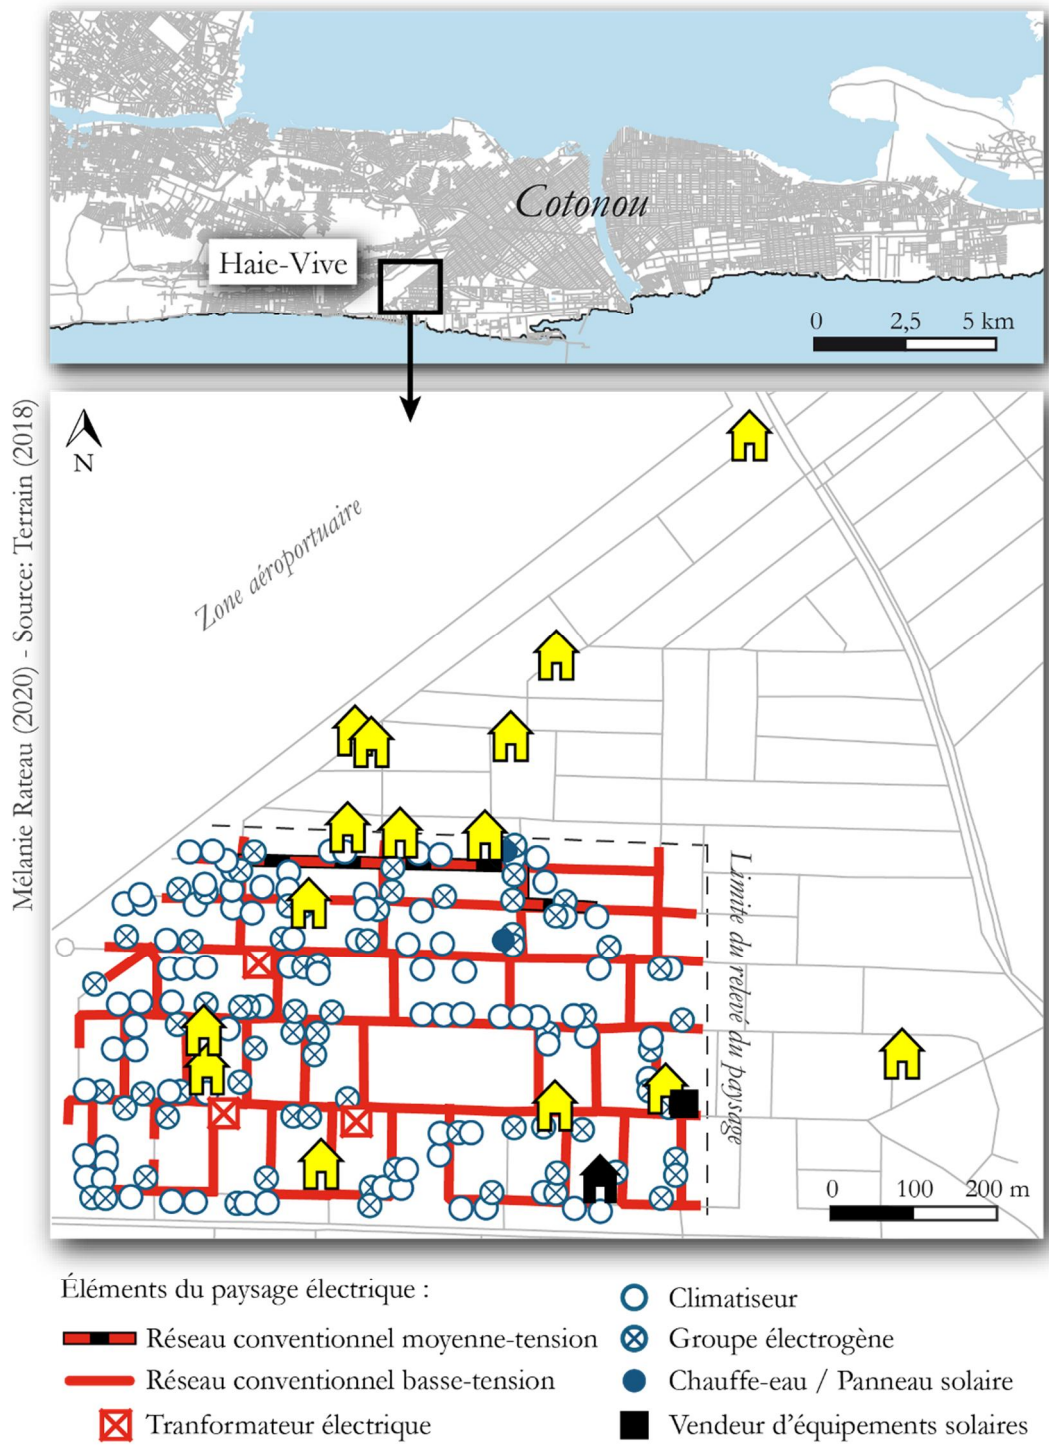 Cotonou
Haie-Vive
0 2,5 5 km
Mélanie Rateau (2020) - Source: Terrain (2018)
N
Zone aéroportuaire
Limite du relevé du paysage
0 100 200 m
Éléments du paysage électrique :
Réseau conventionnel moyenne-tension
Réseau conventionnel basse-tension
Tranformateur électrique
Climatiseur
Groupe électrogène
Chauffe-eau / Panneau solaire
Vendeur d'équipements solaires